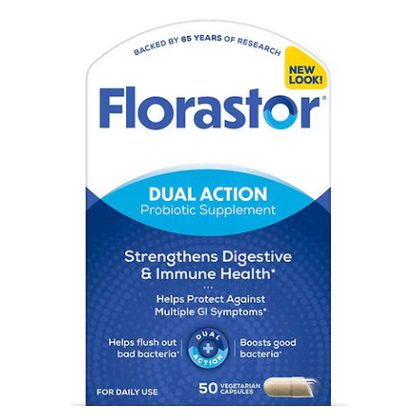 BACKED BY 65 YEARS OF RESEARCH
NEW
LOOK!
Florastor®
DUAL ACTION
Probiotic Supplement
Strengthens Digestive
& Immune Health*
Helps Protect Against
Multiple GI Symptoms*
Helps flush out
bad bacteria*
DUAL
ACTION
Boosts good
bacteria*
FOR DAILY USE
50 VEGETARIAN
CAPSULES